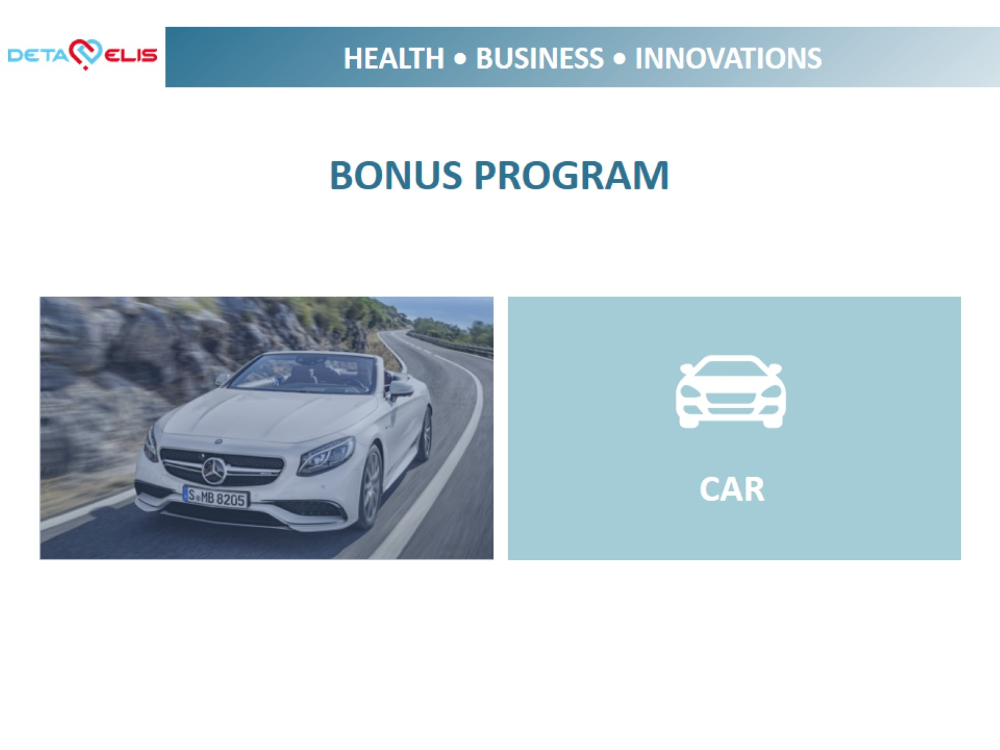 DETA ELIS
HEALTH • BUSINESS • INNOVATIONS
BONUS PROGRAM
S MB 8205
CAR